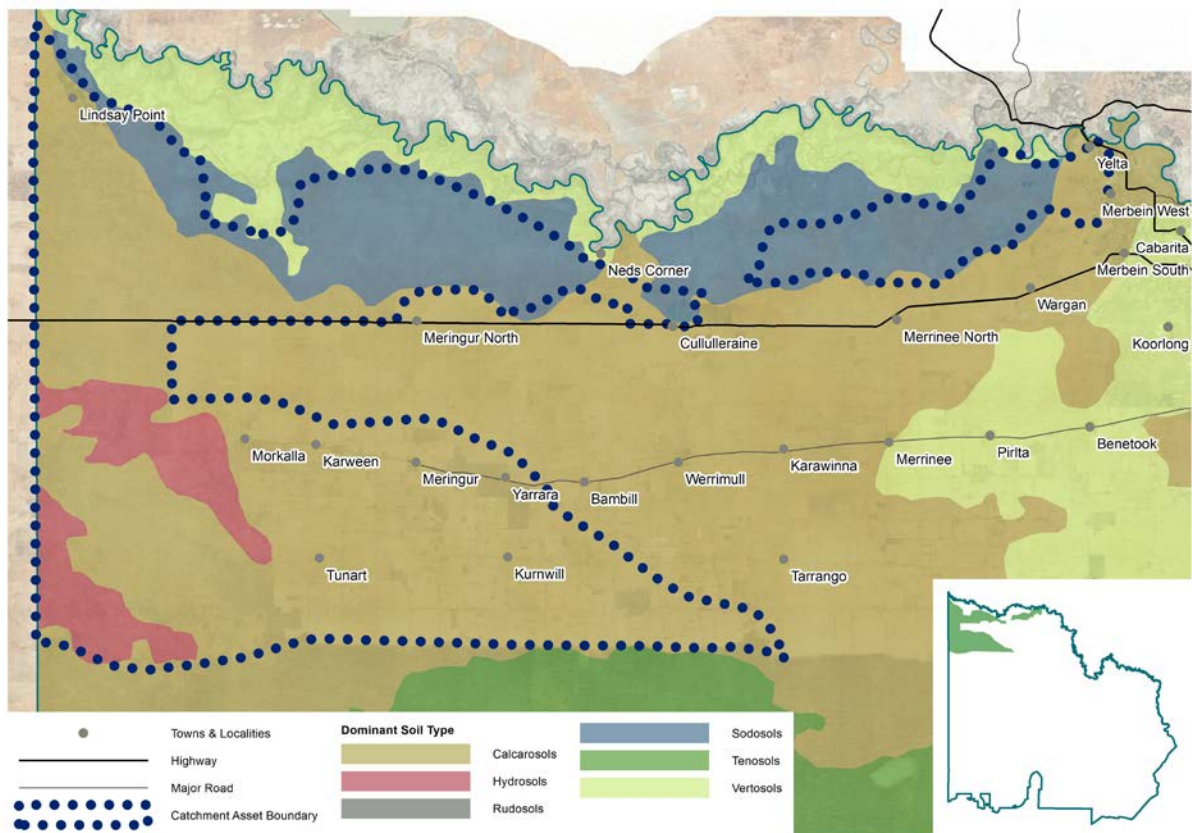 Lindsay Point
Yelta
Merbein West
Cabarita
Merbein South
Neds Corner
Wargan
Koorlong
Meringur North
Cullulleraine
Merrinee North
Morkalla
Karween
Meringur
Yarrara
Bambill
Werrimull
Karawinna
Merrinee
Pirlta
Benetook
Tunart
Kurnwill
Tarrango
Towns & Localities
Highway
Major Road
Catchment Asset Boundary
Dominant Soil Type
Calcarosols
Hydrosols
Rudosols
Sodosols
Tenosols
Vertosols